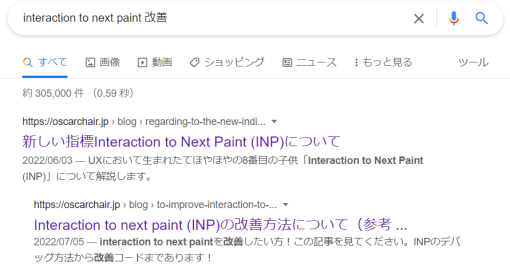 interaction to next paint 改善
すべて 画像 動画 ショッピング ニュース もっと見る ツール
約 305,000 件 （0.59 秒）
https://oscarchair.jp › blog › regarding-to-the-new-indi...
新しい指標Interaction to Next Paint (INP)について
2022/06/03 — UXにおいて生まれたてほやほやの8番目の子供「Interaction to Next Paint
(INP)」について解説します。
https://oscarchair.jp › blog › to-improve-interaction-to-...
Interaction to next paint (INP)の改善方法について（参考 ...
2022/07/05 — interaction to next paintを改善したい方！この記事を見てください。INPのデバ
ッグ方法から改善コードまであります！